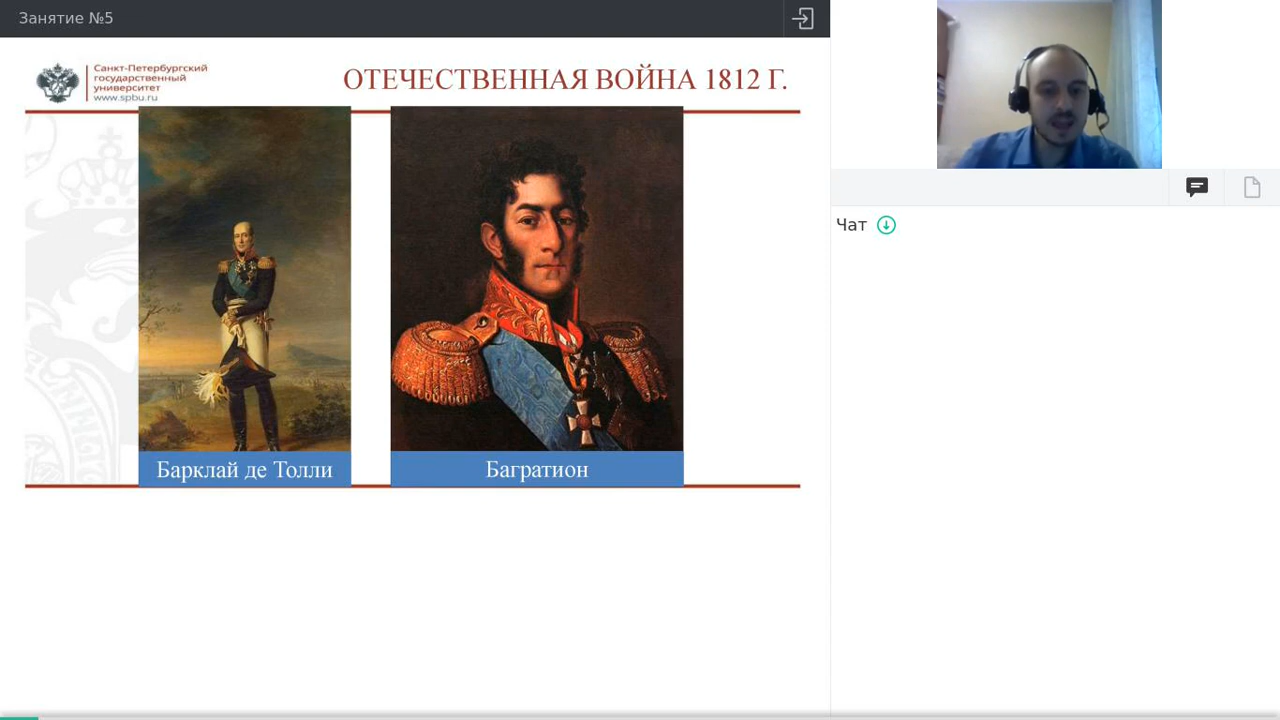 Занятие №5
Санкт-Петербургский
государственный
университет
www.spbu.ru
ОТЕЧЕСТВЕННАЯ ВОЙНА 1812 Г.
Барклай де Толли
Багратион
Чат